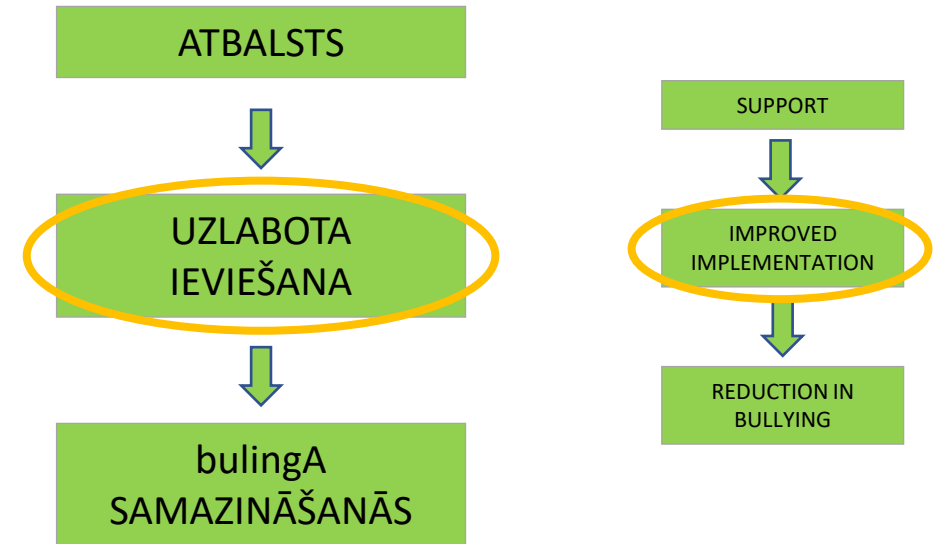 ATBALSTS
UZLABOTA
IEVIEŠANA
bulingA
SAMAZINĀŠANĀS
SUPPORT
IMPROVED
IMPLEMENTATION
REDUCTION IN
BULLYING